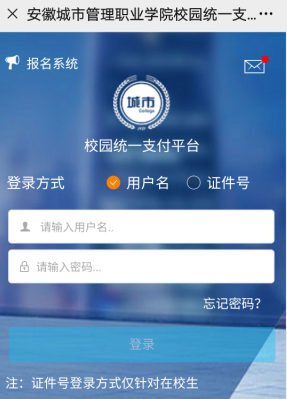 安徽城市管理职业学院校园统一支...
报名系统
城市
College
校园统一支付平台
登录方式 用户名 证件号
请输入用户名..
请输入密码...
忘记密码？
登录
注：证件号登录方式仅针对在校生